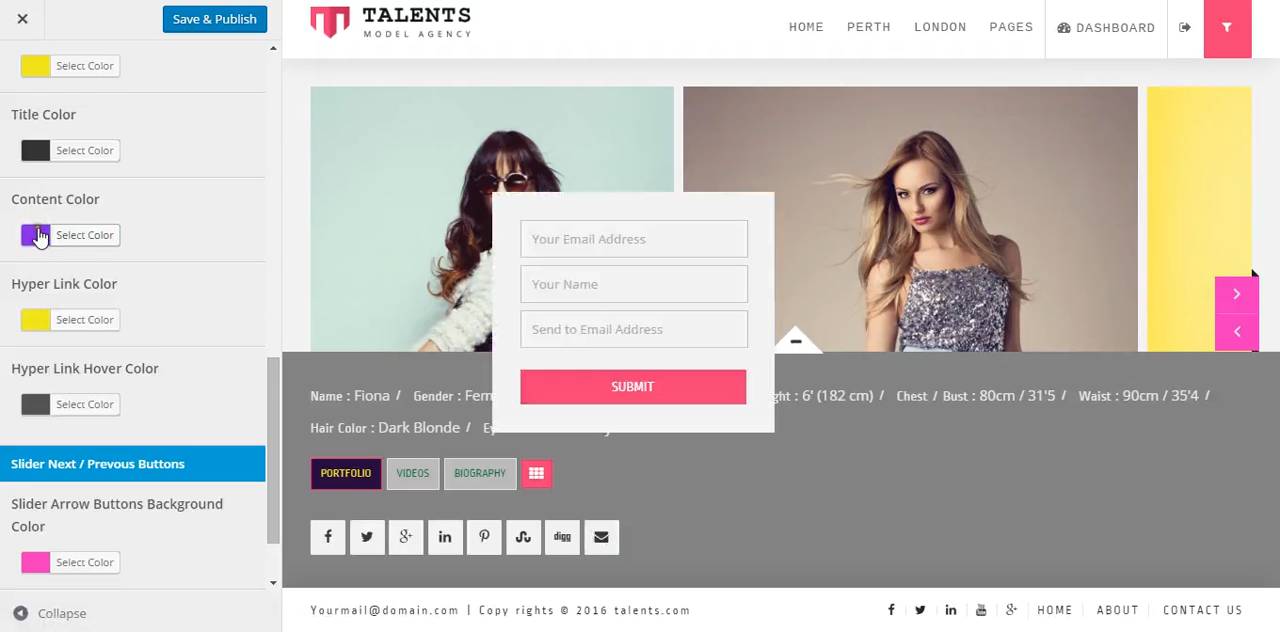 Save & Publish
TALENTS
MODEL AGENCY
HOME
PERTH
LONDON
PAGES
DASHBOARD
Select Color
Title Color
Select Color
Content Color
Select Color
Hyper Link Color
Select Color
Hyper Link Hover Color
Select Color
Slider Next / Prevous Buttons
Slider Arrow Buttons Background
Color
Select Color
Collapse
Your Email Address
Your Name
Send to Email Address
SUBMIT
Name : Fiona / Gender : Fem ght : 6' (182 cm) / Chest / Bust : 80cm / 31'5 / Waist : 90cm / 35'4 /
Hair Color : Dark Blonde /
PORTFOLIO
VIDEOS
BIOGRAPHY
digg
Yourmail@domain.com | Copy rights © 2016 talents.com
HOME
ABOUT
CONTACT US